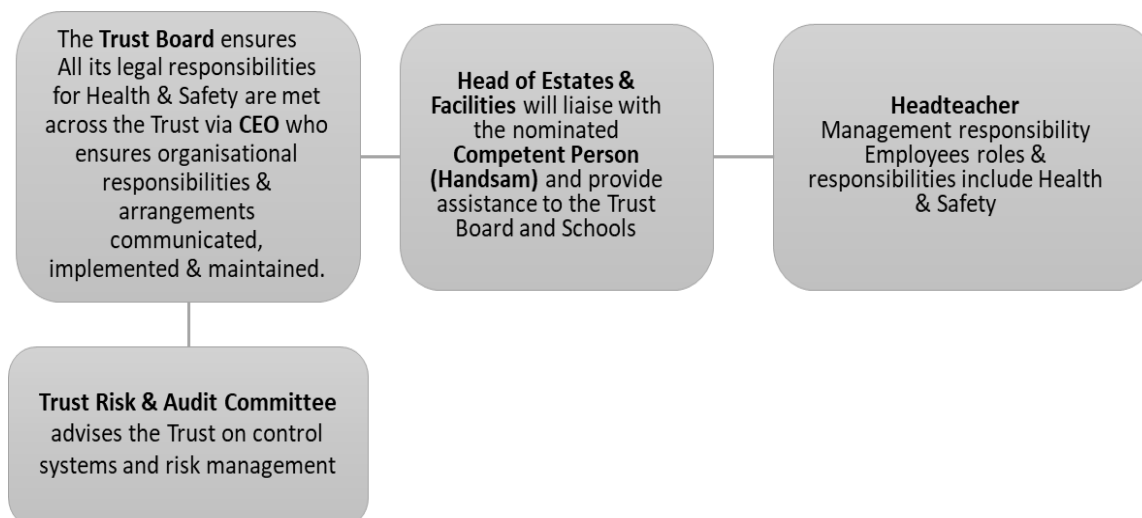 The Trust Board ensures
All its legal responsibilities
for Health & Safety are met
across the Trust via CEO who
ensures organisational
responsibilities &
arrangements
communicated,
implemented & maintained.
Head of Estates &
Facilities will liaise with
the nominated
Competent Person
(Handsam) and provide
assistance to the Trust
Board and Schools
Headteacher
Management responsibility
Employees roles &
responsibilities include Health
& Safety
Trust Risk & Audit Committee
advises the Trust on control
systems and risk management